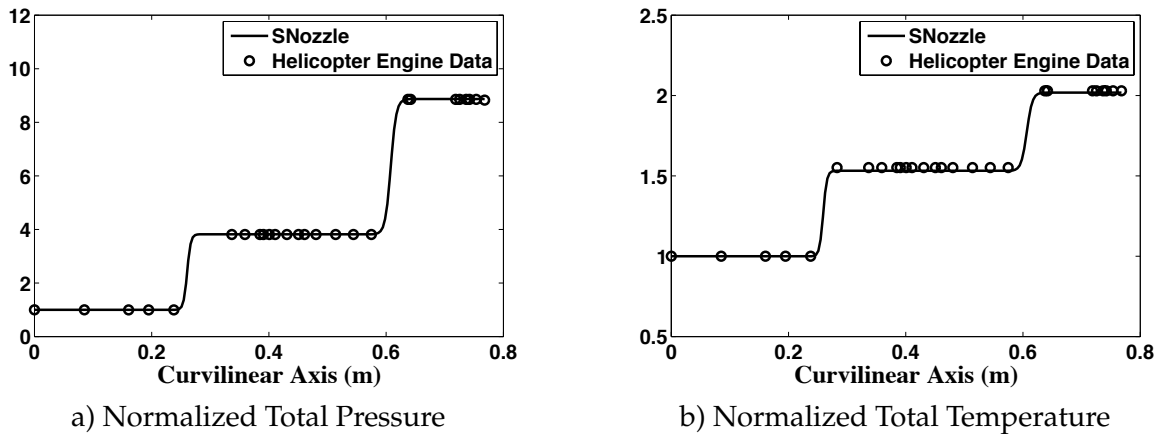 12
10
8
6
4
2
0
SNozzle
Helicopter Engine Data
0 0.2 0.4 0.6 0.8
Curvilinear Axis (m)
a) Normalized Total Pressure
2.5
2
1.5
1
0.5
SNozzle
Helicopter Engine Data
0 0.2 0.4 0.6 0.8
Curvilinear Axis (m)
b) Normalized Total Temperature